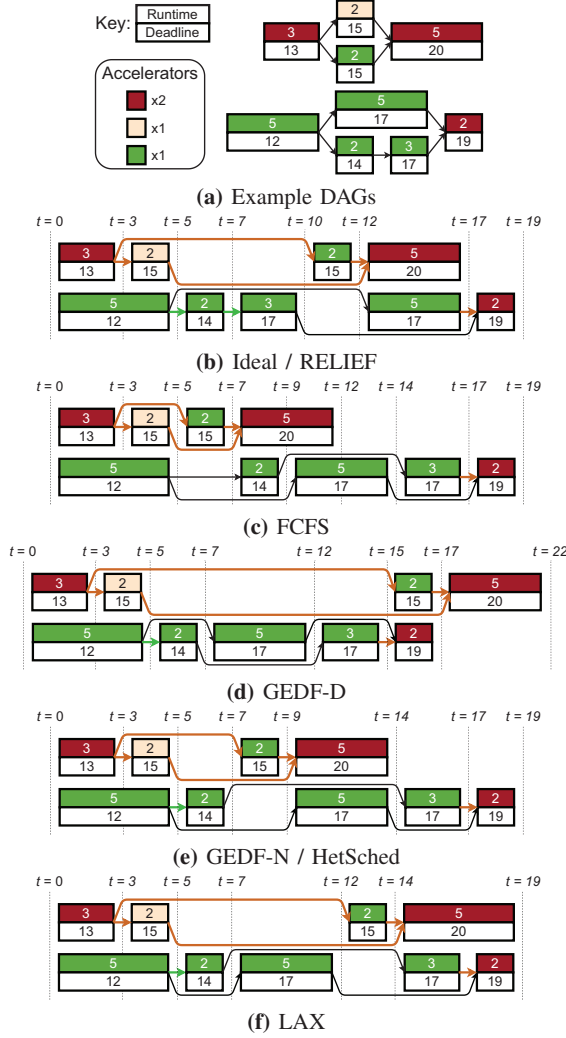 Key: Runtime
Deadline
Accelerators
x2
x1
x1
3
13
2
15
2
15
5
20
5
12
5
17
2
14
3
17
2
19
(a) Example DAGs
t = 0 t = 3 t = 5 t = 7 t = 10 t = 12 t = 17 t = 19
3 2 2 5
13 15 15 20
5 2 3 5 2
12 14 17 17 19
(b) Ideal / RELIEF
t = 0 t = 3 t = 5 t = 7 t = 9 t = 12 t = 14 t = 17 t = 19
3 2 2 5
13 15 15 20
5 2 5 3 2
12 14 17 17 19
(c) FCFS
t = 0 t = 3 t = 5 t = 7 t = 12 t = 15 t = 17 t = 22
3 2 2 5
13 15 15 20
5 2 5 3 2
12 14 17 17 19
(d) GEDF-D
t = 0 t = 3 t = 5 t = 7 t = 9 t = 14 t = 17 t = 19
3 2 2 5
13 15 15 20
5 2 5 3 2
12 14 17 17 19
(e) GEDF-N / HetSched
t = 0 t = 3 t = 5 t = 7 t = 12 t = 14 t = 19
3 2 2 5
13 15 15 20
5 2 5 3 2
12 14 17 17 19
(f) LAX